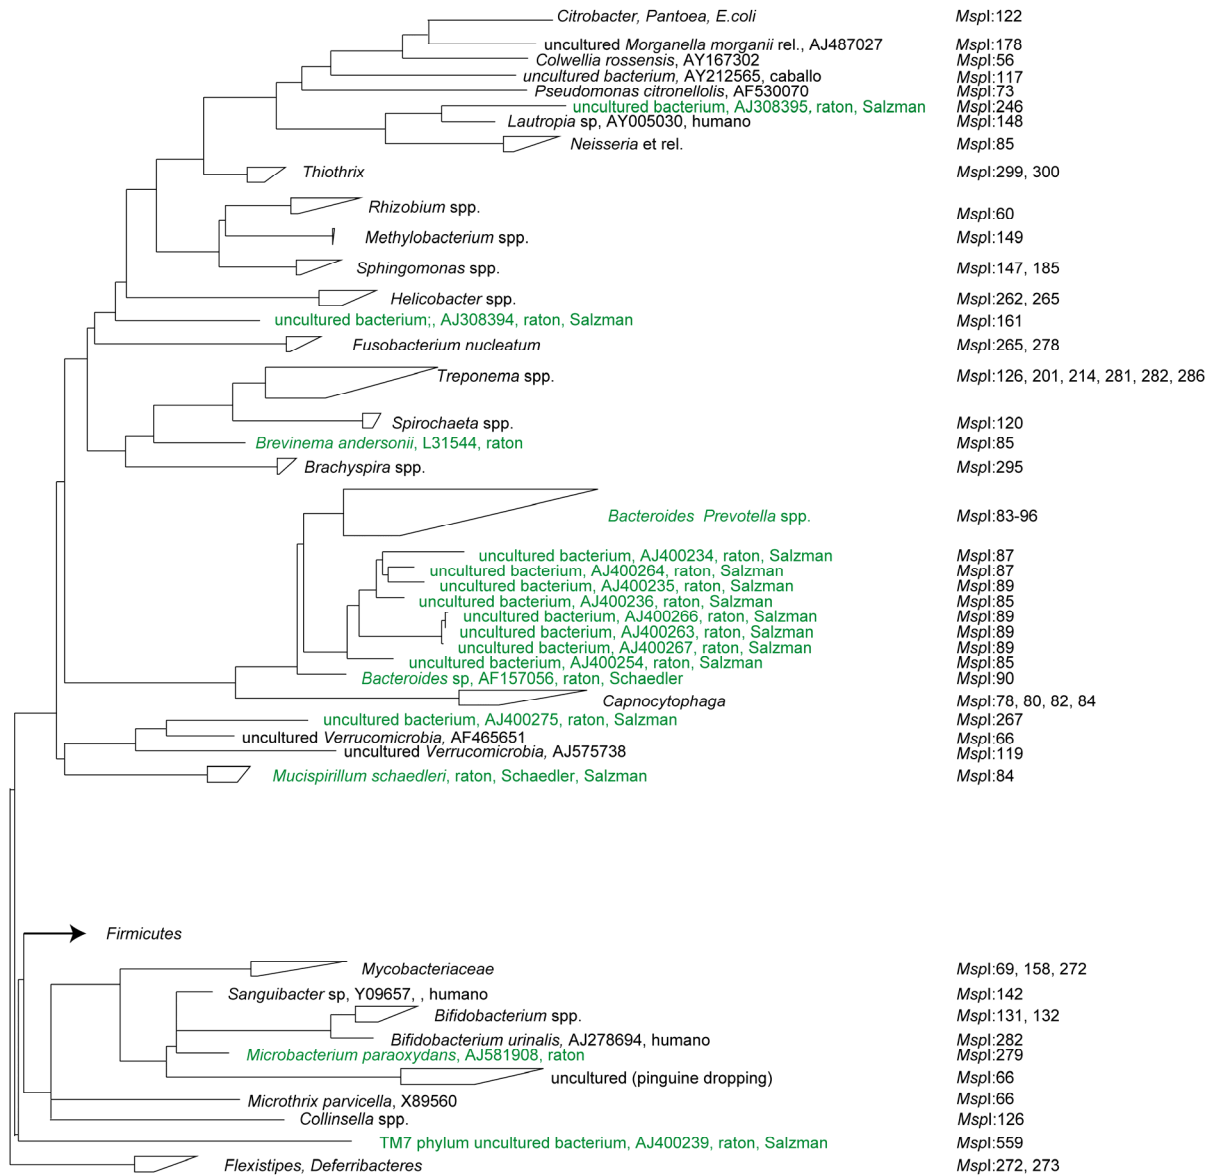 Citrobacter, Pantoea, E.coli MspI:122
uncultured Morganella morganii rel., AJ487027 MspI:178
Colwellia rossensis, AY167302 MspI:56
uncultured bacterium, AY212565, caballo MspI:117
Pseudomonas citronellolis, AF530070 MspI:73
uncultured bacterium, AJ308395, raton, Salzman MspI:246
Lautropia sp, AY005030, humano MspI:148
Neisseria et rel. MspI:85
Thiothrix MspI:299, 300
Rhizobium spp. MspI:60
Methylobacterium spp. MspI:149
Sphingomonas spp. MspI:147, 185
Helicobacter spp. MspI:262, 265
uncultured bacterium;, AJ308394, raton, Salzman MspI:161
Fusobacterium nucleatum MspI:265, 278
Treponema spp. MspI:126, 201, 214, 281, 282, 286
Spirochaeta spp. MspI:120
Brevinema andersonii, L31544, raton MspI:85
Brachyspira spp. MspI:295
Bacteroides Prevotella spp. MspI:83-96
uncultured bacterium, AJ400234, raton, Salzman MspI:87
uncultured bacterium, AJ400264, raton, Salzman MspI:87
uncultured bacterium, AJ400235, raton, Salzman MspI:89
uncultured bacterium, AJ400236, raton, Salzman MspI:85
uncultured bacterium, AJ400266, raton, Salzman MspI:89
uncultured bacterium, AJ400263, raton, Salzman MspI:89
uncultured bacterium, AJ400267, raton, Salzman MspI:89
uncultured bacterium, AJ400254, raton, Salzman MspI:85
Bacteroides sp, AF157056, raton, Schaedler MspI:90
Capnocytophaga MspI:78, 80, 82, 84
uncultured bacterium, AJ400275, raton, Salzman MspI:267
uncultured Verrucomicrobia, AF465651 MspI:66
uncultured Verrucomicrobia, AJ575738 MspI:119
Mucispirillum schaedleri, raton, Schaedler, Salzman MspI:84
Firmicutes
Mycobacteriaceae MspI:69, 158, 272
Sanguibacter sp, Y09657, , humano MspI:142
Bifidobacterium spp. MspI:131, 132
Bifidobacterium urinalis, AJ278694, humano MspI:282
Microbacterium paraoxydans, AJ581908, raton MspI:279
uncultured (pinguine dropping) MspI:66
Microthrix parvicella, X89560 MspI:66
Collinsella spp. MspI:126
TM7 phylum uncultured bacterium, AJ400239, raton, Salzman MspI:559
Flexistipes, Deferribacteres MspI:272, 273